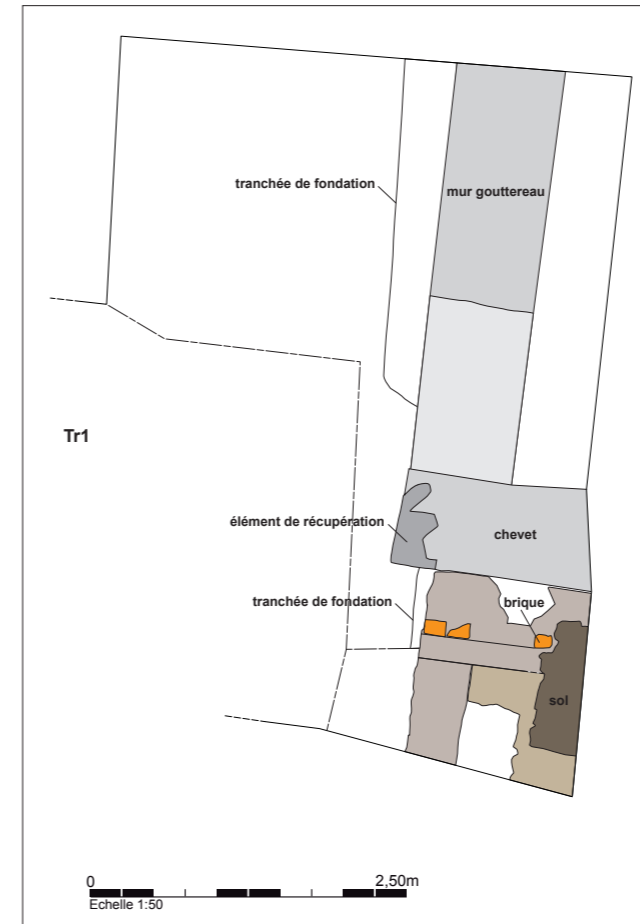 tranchée de fondation
mur gouttereau
Tr1
élément de récupération
chevet
tranchée de fondation
brique
sol
0 2,50m
Echelle 1:50